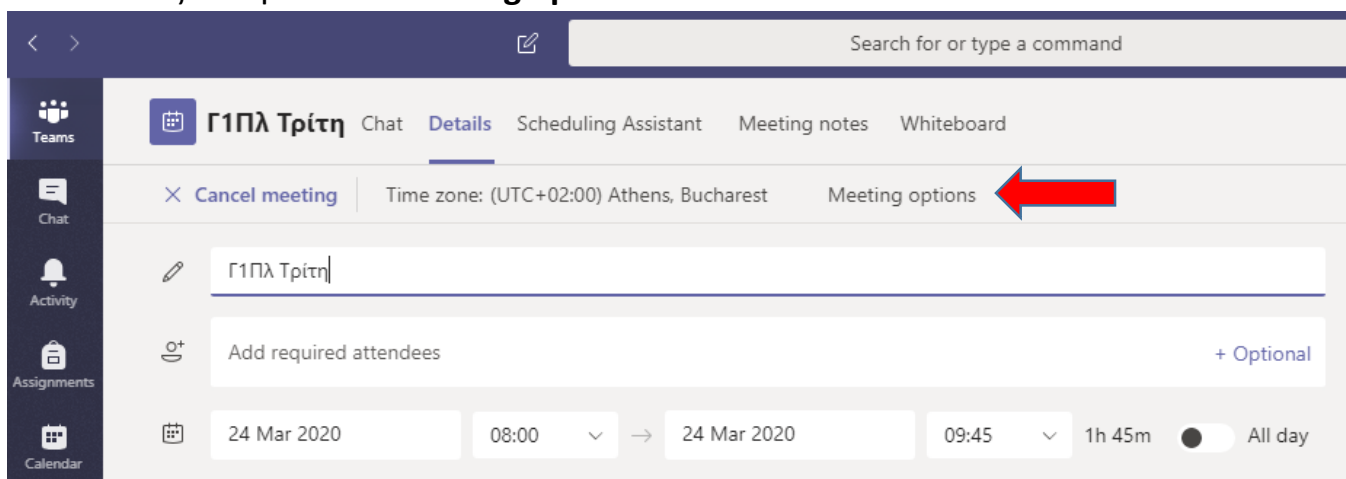 Search for or type a command
Teams
Γ1Πλ Τρίτη Chat Details Scheduling Assistant Meeting notes Whiteboard
Cancel meeting Time zone: (UTC+02:00) Athens, Bucharest Meeting options
Chat
Γ1Πλ Τρίτη
Activity
Add required attendees + Optional
Assignments
24 Mar 2020 08:00 → 24 Mar 2020 09:45 1h 45m All day
Calendar